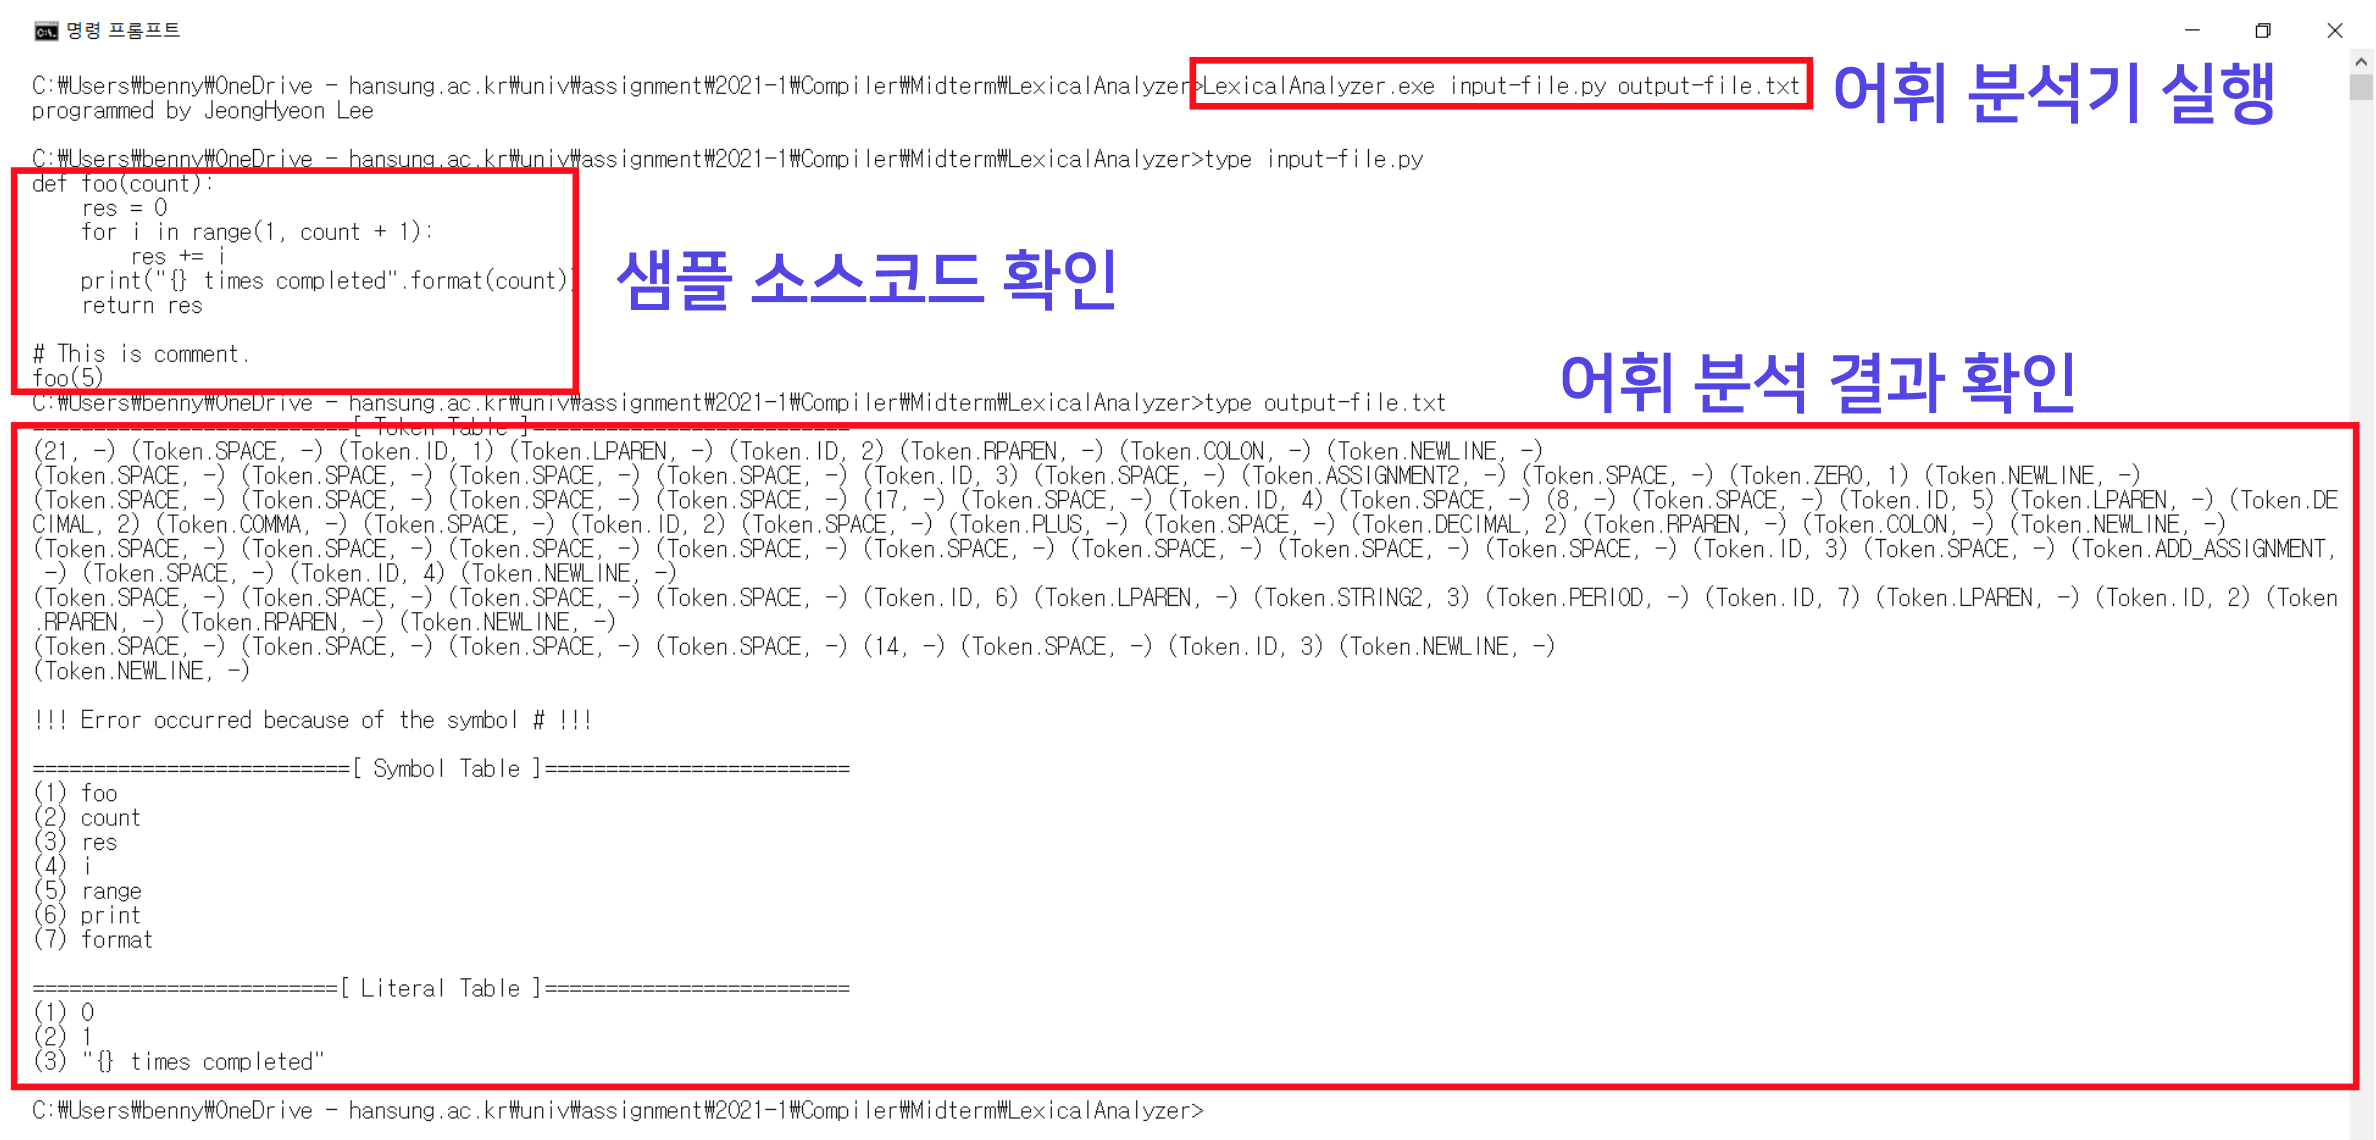 명령 프롬프트
C:₩Users₩benny₩OneDrive - hansung.ac.kr₩univ₩assignment₩2021-1₩Compiler₩Midterm₩LexicalAnalyzer>LexicalAnalyzer.exe input-file.py output-file.txt
어휘 분석기 실행
programmed by JeongHyeon Lee
C:₩Users₩benny₩OneDrive - hansung.ac.kr₩univ₩assignment₩2021-1₩Compiler₩Midterm₩LexicalAnalyzer>type input-file.py
def foo(count):
    res = 0
    for i in range(1, count + 1):
        res += i
    print("{} times completed".format(count))
    return res
샘플 소스코드 확인
# This is comment.
foo(5)
어휘 분석 결과 확인
C:₩Users₩benny₩OneDrive - hansung.ac.kr₩univ₩assignment₩2021-1₩Compiler₩Midterm₩LexicalAnalyzer>type output-file.txt
==========================[ Token Table ]==========================
(21, -) (Token.SPACE, -) (Token.ID, 1) (Token.LPAREN, -) (Token.ID, 2) (Token.RPAREN, -) (Token.COLON, -) (Token.NEWLINE, -)
(Token.SPACE, -) (Token.SPACE, -) (Token.SPACE, -) (Token.SPACE, -) (Token.ID, 3) (Token.SPACE, -) (Token.ASSIGNMENT2, -) (Token.SPACE, -) (Token.ZERO, 1) (Token.NEWLINE, -)
(Token.SPACE, -) (Token.SPACE, -) (Token.SPACE, -) (Token.SPACE, -) (17, -) (Token.SPACE, -) (Token.ID, 4) (Token.SPACE, -) (8, -) (Token.SPACE, -) (Token.ID, 5) (Token.LPAREN, -) (Token.DE
CIMAL, 2) (Token.COMMA, -) (Token.SPACE, -) (Token.ID, 2) (Token.SPACE, -) (Token.PLUS, -) (Token.SPACE, -) (Token.DECIMAL, 2) (Token.RPAREN, -) (Token.COLON, -) (Token.NEWLINE, -)
(Token.SPACE, -) (Token.SPACE, -) (Token.SPACE, -) (Token.SPACE, -) (Token.SPACE, -) (Token.SPACE, -) (Token.SPACE, -) (Token.SPACE, -) (Token.ID, 3) (Token.SPACE, -) (Token.ADD_ASSIGNMENT,
 -) (Token.SPACE, -) (Token.ID, 4) (Token.NEWLINE, -)
(Token.SPACE, -) (Token.SPACE, -) (Token.SPACE, -) (Token.SPACE, -) (Token.ID, 6) (Token.LPAREN, -) (Token.STRING2, 3) (Token.PERIOD, -) (Token.ID, 7) (Token.LPAREN, -) (Token.ID, 2) (Token
.RPAREN, -) (Token.RPAREN, -) (Token.NEWLINE, -)
(Token.SPACE, -) (Token.SPACE, -) (Token.SPACE, -) (Token.SPACE, -) (14, -) (Token.SPACE, -) (Token.ID, 3) (Token.NEWLINE, -)
(Token.NEWLINE, -)
!!! Error occurred because of the symbol # !!!
==========================[ Symbol Table ]=========================
(1) foo
(2) count
(3) res
(4) i
(5) range
(6) print
(7) format
=========================[ Literal Table ]=========================
(1) 0
(2) 1
(3) "{} times completed"
C:₩Users₩benny₩OneDrive - hansung.ac.kr₩univ₩assignment₩2021-1₩Compiler₩Midterm₩LexicalAnalyzer>